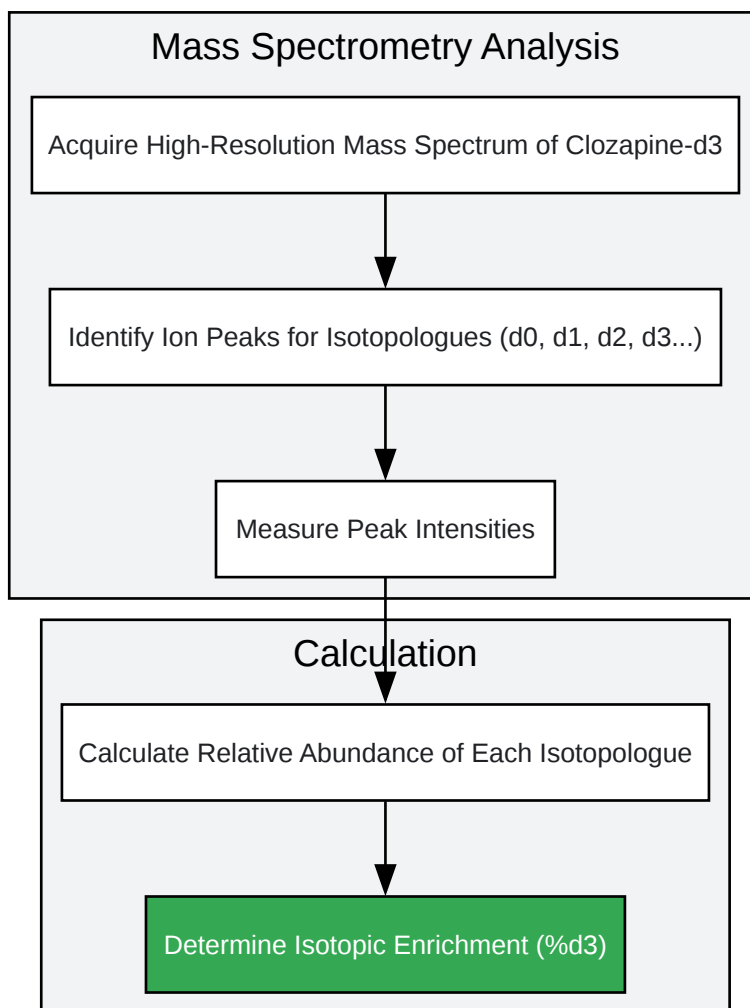 Mass Spectrometry Analysis
Acquire High-Resolution Mass Spectrum of Clozapine-d3
Identify Ion Peaks for Isotopologues (d0, d1, d2, d3...)
Measure Peak Intensities
Calculation
Calculate Relative Abundance of Each Isotopologue
Determine Isotopic Enrichment (%d3)